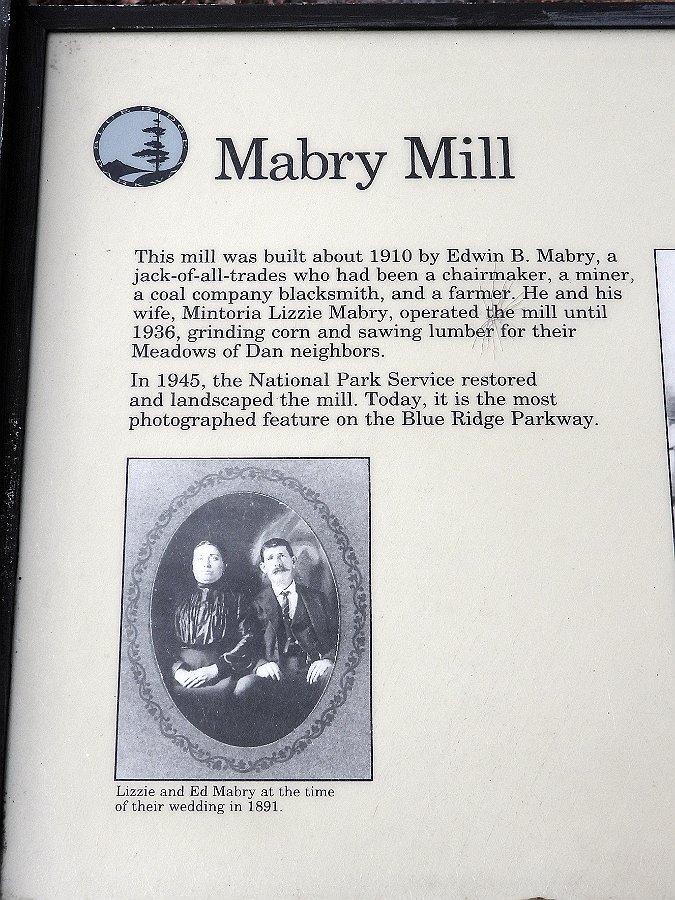 BLUE RIDGE
PARKWAY
Mabry Mill
This mill was built about 1910 by Edwin B. Mabry, a
jack-of-all-trades who had been a chairmaker, a miner,
a coal company blacksmith, and a farmer. He and his
wife, Mintoria Lizzie Mabry, operated the mill until
1936, grinding corn and sawing lumber for their
Meadows of Dan neighbors.
In 1945, the National Park Service restored
and landscaped the mill. Today, it is the most
photographed feature on the Blue Ridge Parkway.
Lizzie and Ed Mabry at the time
of their wedding in 1891.